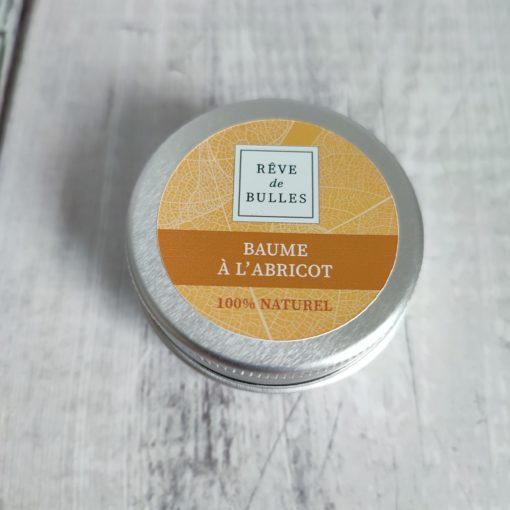 RÊVE
de
BULLES
BAUME
À L'ABRICOT
100% NATUREL